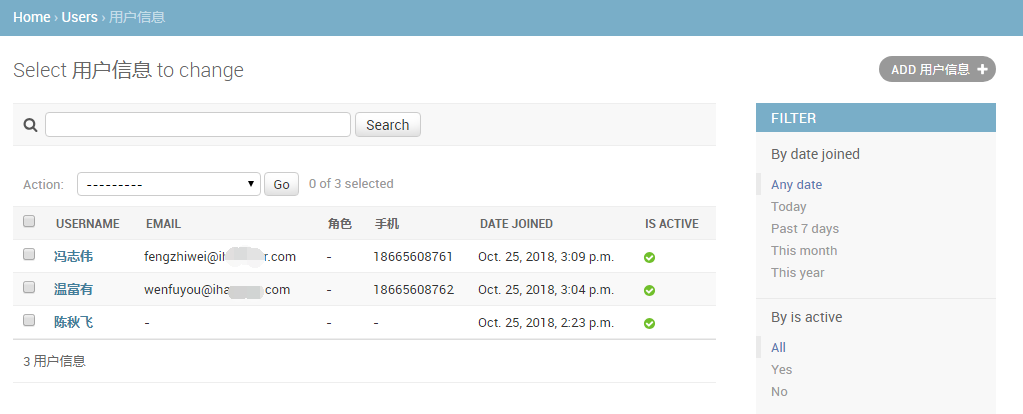 Home › Users › 用户信息
Select 用户信息 to change
ADD 用户信息 +
Search
Action: --------- Go 0 of 3 selected
USERNAME EMAIL 角色 手机 DATE JOINED IS ACTIVE
冯志伟 fengzhiwei@ih r.com - 18665608761 Oct. 25, 2018, 3:09 p.m.
温富有 wenfuyou@iha .com - 18665608762 Oct. 25, 2018, 3:04 p.m.
陈秋飞 - - - Oct. 25, 2018, 2:23 p.m.
3 用户信息
FILTER
By date joined
Any date
Today
Past 7 days
This month
This year
By is active
All
Yes
No